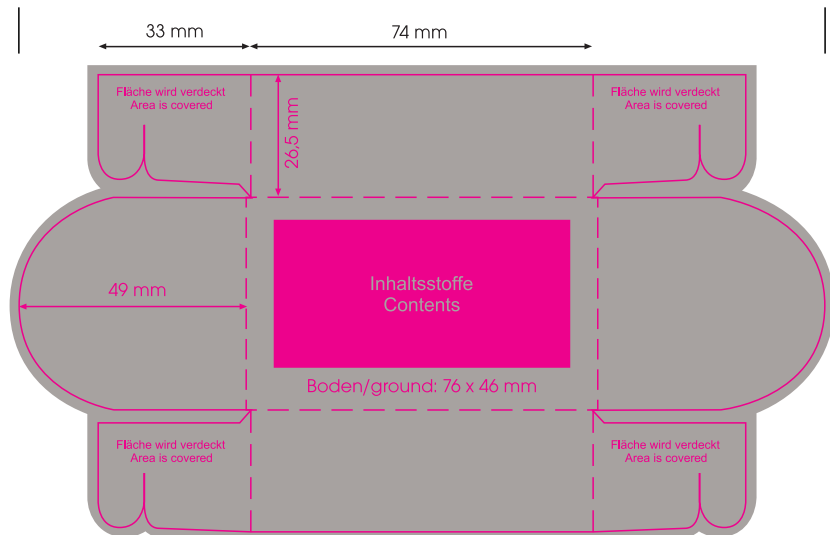 33 mm
74 mm
Fläche wird verdeckt
Area is covered
26,5 mm
Fläche wird verdeckt
Area is covered
49 mm
Inhaltsstoffe
Contents
Boden/ground: 76 x 46 mm
Fläche wird verdeckt
Area is covered
Fläche wird verdeckt
Area is covered